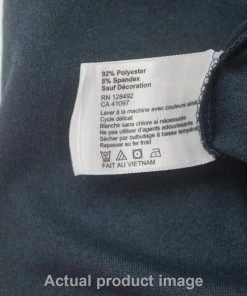 92% Polyester
8% Spandex
Sauf Décoration
RN 128492
CA 41097
Laver à la machine avec couleurs
Cycle délicat
Blanchir sans chlore si nécessaire
Ne pas utiliser d'agents adoucissants
Sécher par culbutage à basse
Repasser au fer froid
FAIT AU VIETNAM
Actual product image